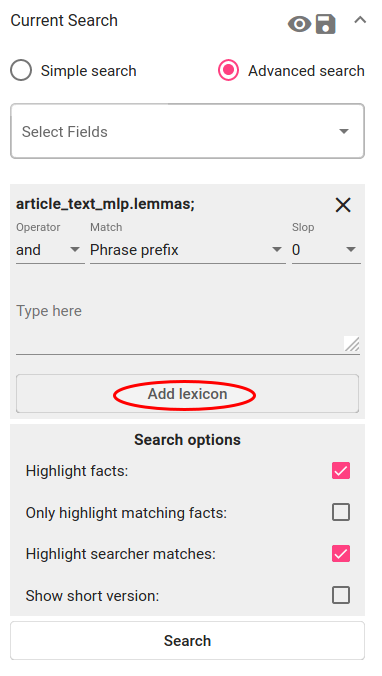 Current Search
Simple search Advanced search
Select Fields
article_text_mlp.lemmas;
Operator Match Slop
and Phrase prefix 0
Type here
Add lexicon
Search options
Highlight facts:
Only highlight matching facts:
Highlight searcher matches:
Show short version:
Search